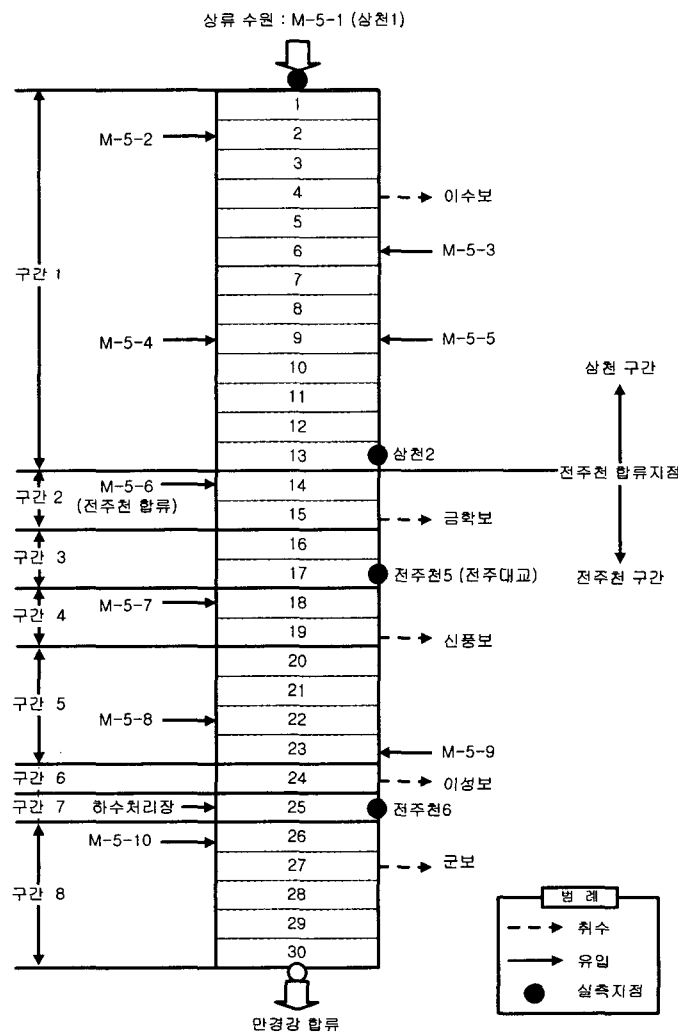 상류 수원 : M-5-1 (삼천1)
1
M-5-2
2
3
4
이수보
5
6
M-5-3
구간 1
7
8
M-5-4
9
M-5-5
10
삼천 구간
11
12
13
삼천2
전주천 합류지점
구간 2
M-5-6
(전주천 합류)
14
15
금학보
구간 3
16
17
전주천5 (전주대교)
전주천 구간
구간 4
M-5-7
18
19
신풍보
20
구간 5
21
M-5-8
22
23
M-5-9
구간 6
24
이성보
구간 7
하수처리장
25
전주천6
M-5-10
26
27
군보
구간 8
28
29
30
범 례
취수
유입
실측지점
만경강 합류